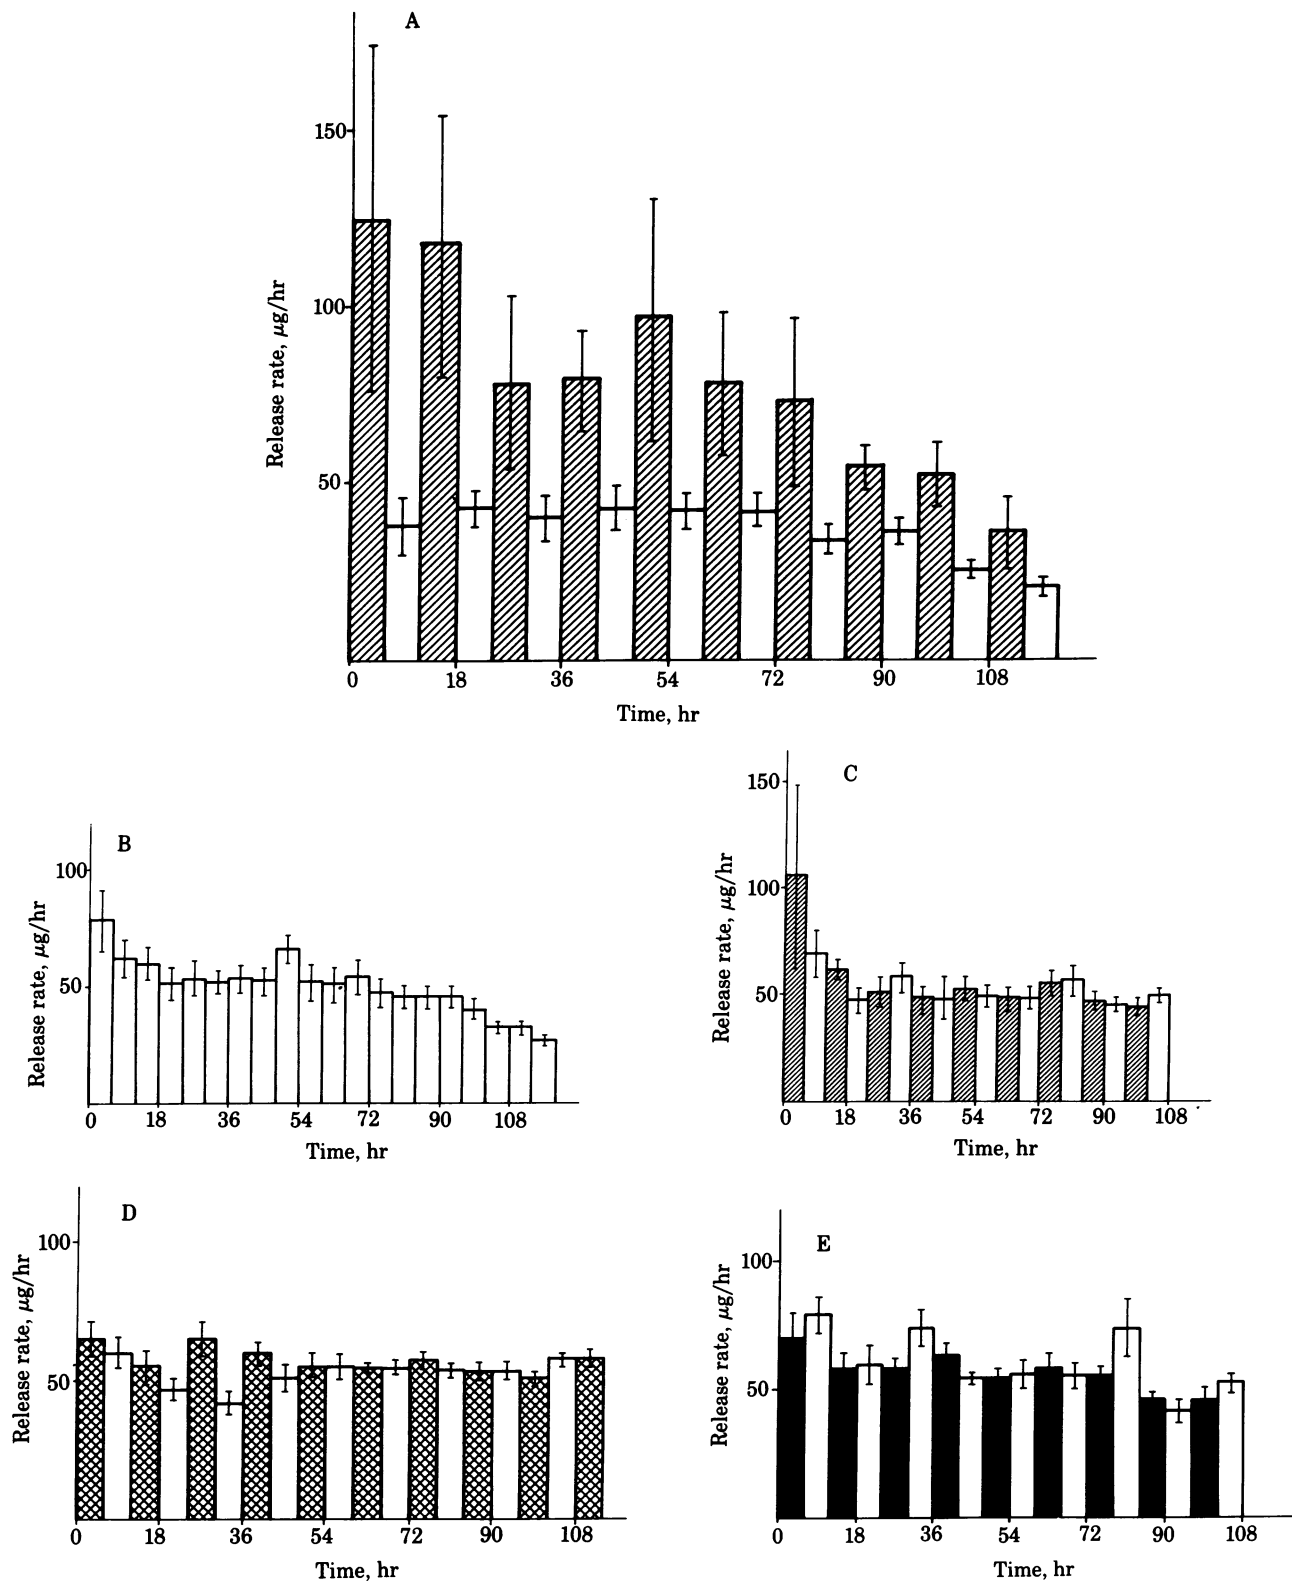 A
150
100
50
Release rate, μg/hr
0 18 36 54 72 90 108
Time, hr
B
100
50
Release rate, μg/hr
0 18 36 54 72 90 108
Time, hr
C
150
100
50
Release rate, μg/hr
0 18 36 54 72 90 108
Time, hr
D
100
50
Release rate, μg/hr
0 18 36 54 72 90 108
Time, hr
E
100
50
Release rate, μg/hr
0 18 36 54 72 90 108
Time, hr